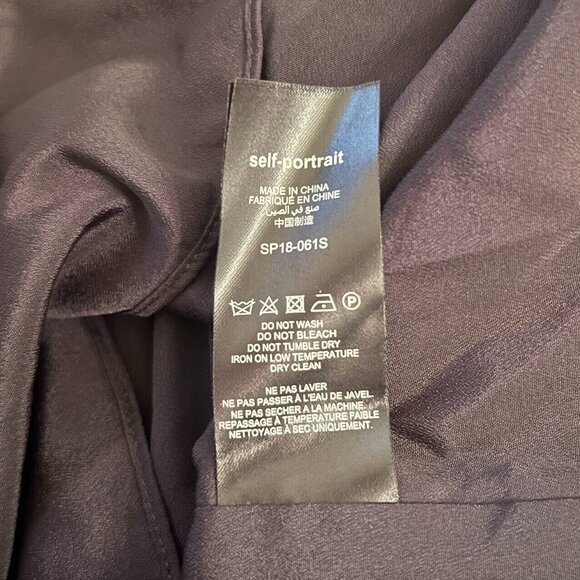 self-portrait
MADE IN CHINA
FABRIQUÉ EN CHINE
صنع في الصين
中国制造
SP18-061S
P
DO NOT WASH
DO NOT BLEACH
DO NOT TUMBLE DRY
IRON ON LOW TEMPERATURE
DRY CLEAN
NE PAS LAVER
NE PAS PASSER À L'EAU DE JAVEL.
NE PAS SECHER A LA MACHINE.
REPASSAGE À TEMPERATURE FAIBLE
NETTOYAGE À SEC UNIQUEMENT.